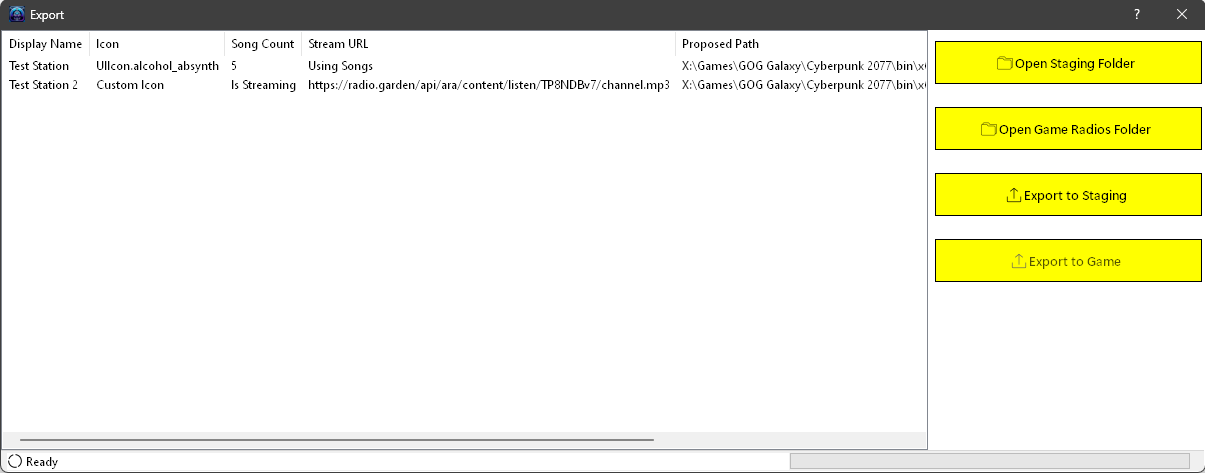 Export
?
Display Name Icon Song Count Stream URL Proposed Path
Test Station UIIcon.alcohol_absynth 5 Using Songs X:\Games\GOG Galaxy\Cyberpunk 2077\bin\x
Test Station 2 Custom Icon Is Streaming https://radio.garden/api/ara/content/listen/TP8NDBv7/channel.mp3 X:\Games\GOG Galaxy\Cyberpunk 2077\bin\x
Open Staging Folder
Open Game Radios Folder
Export to Staging
Export to Game
Ready